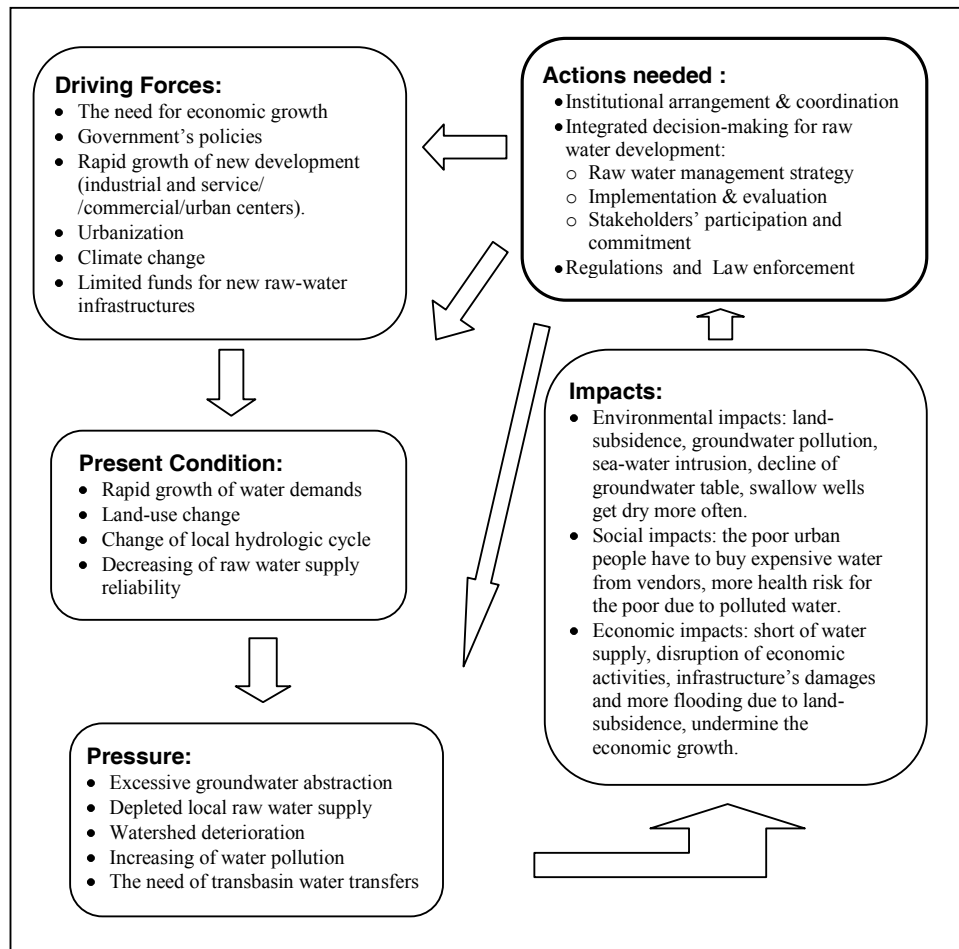 Driving Forces:
• The need for economic growth
• Government’s policies
• Rapid growth of new development
(industrial and service/
/commercial/urban centers).
• Urbanization
• Climate change
• Limited funds for new raw-water
infrastructures
Present Condition:
• Rapid growth of water demands
• Land-use change
• Change of local hydrologic cycle
• Decreasing of raw water supply
reliability
Pressure:
• Excessive groundwater abstraction
• Depleted local raw water supply
• Watershed deterioration
• Increasing of water pollution
• The need of transbasin water transfers
Impacts:
• Environmental impacts: land-
subsidence, groundwater pollution,
sea-water intrusion, decline of
groundwater table, swallow wells
get dry more often.
• Social impacts: the poor urban
people have to buy expensive water
from vendors, more health risk for
the poor due to polluted water.
• Economic impacts: short of water
supply, disruption of economic
activities, infrastructure’s damages
and more flooding due to land-
subsidence, undermine the
economic growth.
Actions needed :
• Institutional arrangement & coordination
• Integrated decision-making for raw
water development:
o Raw water management strategy
o Implementation & evaluation
o Stakeholders’ participation and
commitment
• Regulations and Law enforcement